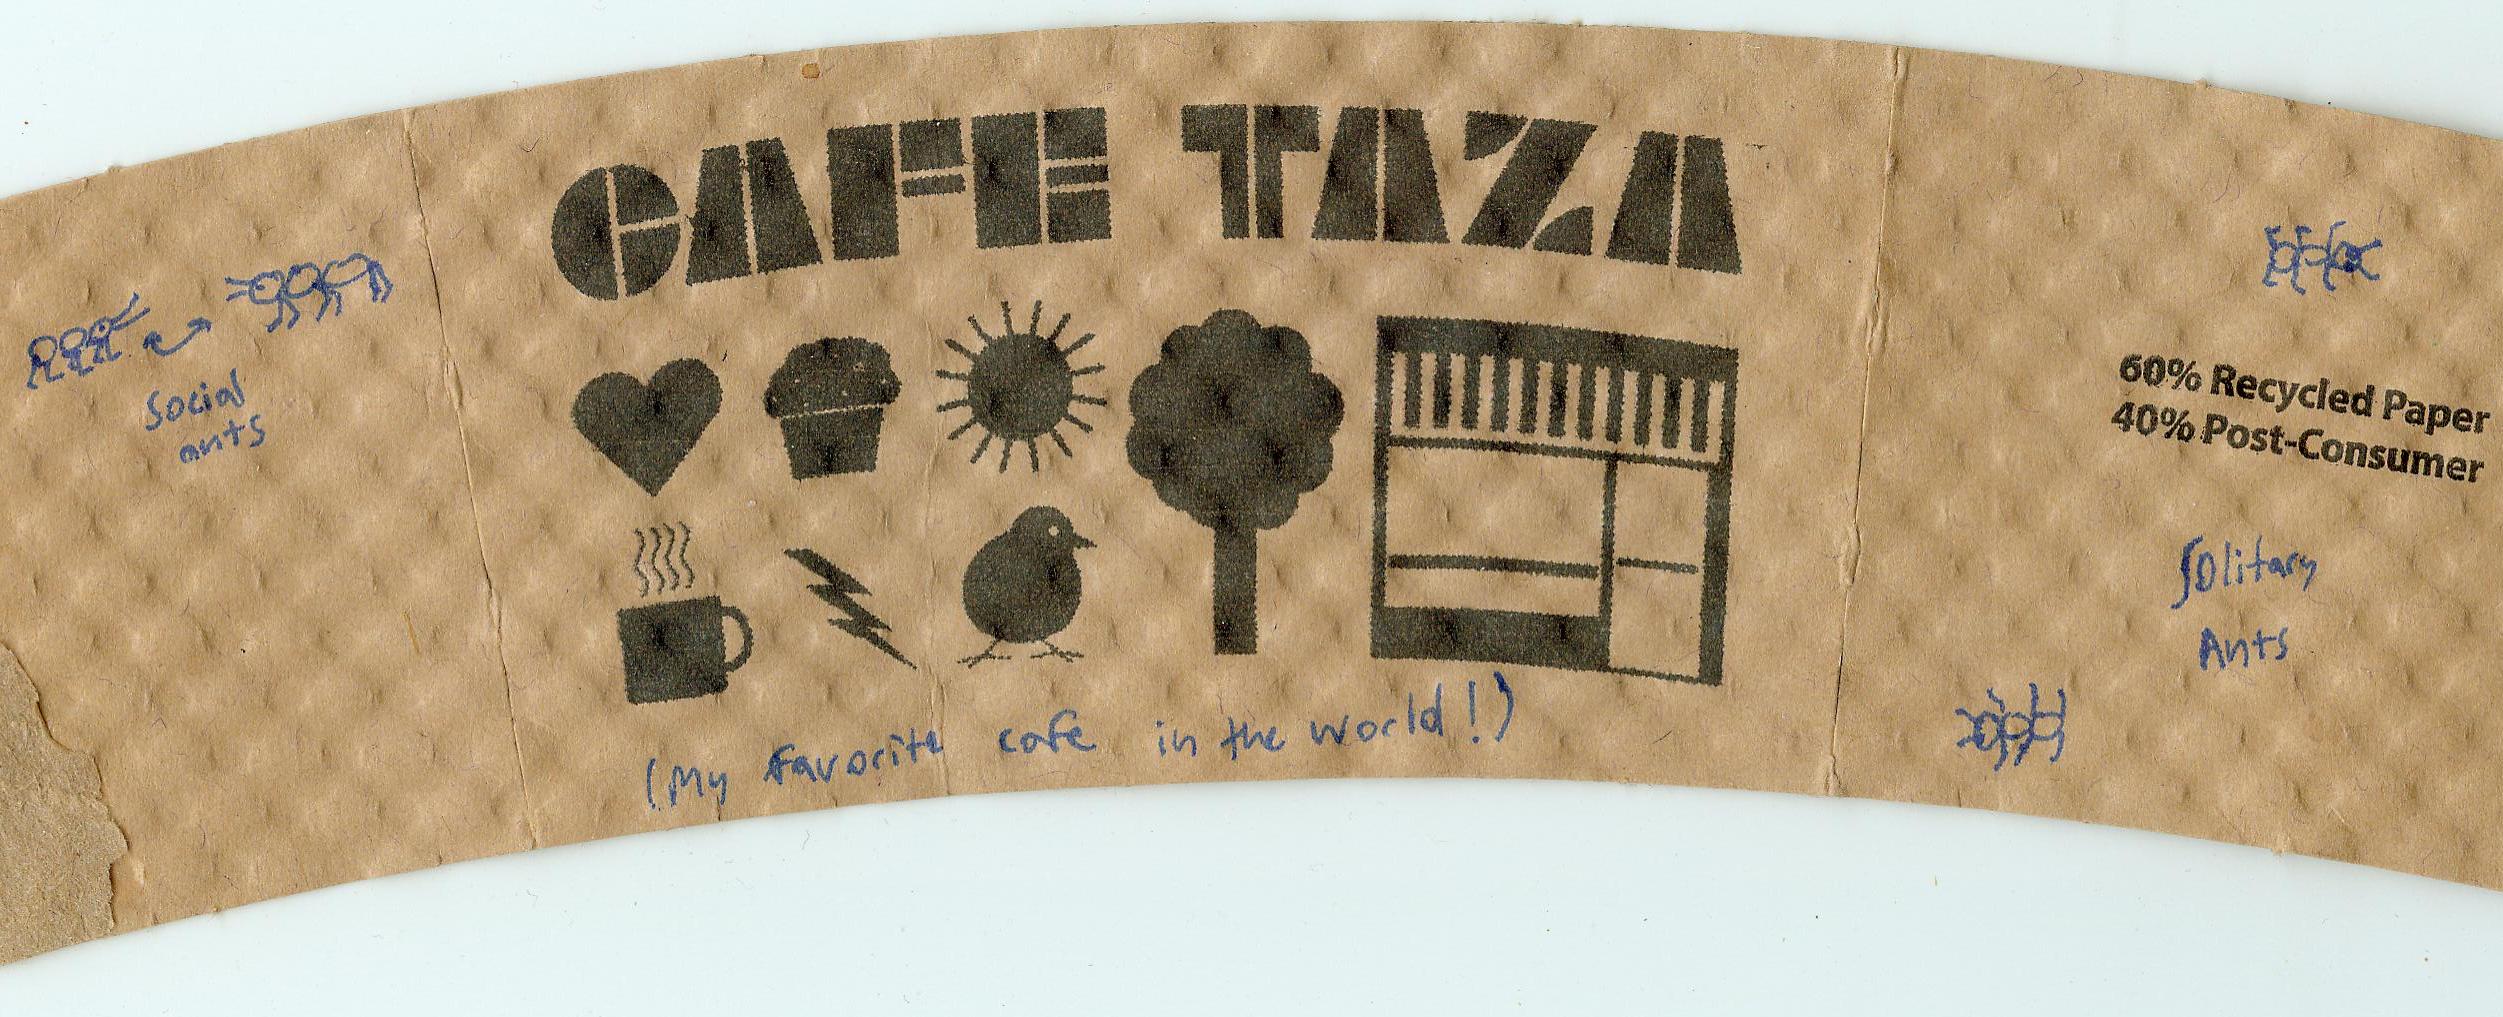 CAFE TAZA
Social
ants
(My favorite cafe in the world!)
60% Recycled Paper
40% Post-Consumer
Solitary
Ants